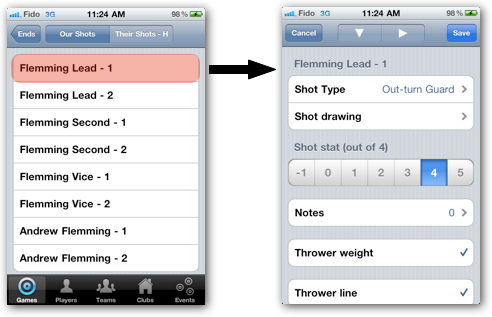 Fido 3G 11:24 AM 98%
Ends Our Shots Their Shots - H
Flemming Lead - 1
Flemming Lead - 2
Flemming Second - 1
Flemming Second - 2
Flemming Vice - 1
Flemming Vice - 2
Andrew Flemming - 1
Andrew Flemming - 2
Games Players Teams Clubs Events
Fido 3G 11:24 AM 98%
Cancel Save
Flemming Lead - 1
Shot Type Out-turn Guard
Shot drawing
Shot stat (out of 4)
-1 0 1 2 3 4 5
Notes 0
Thrower weight
Thrower line